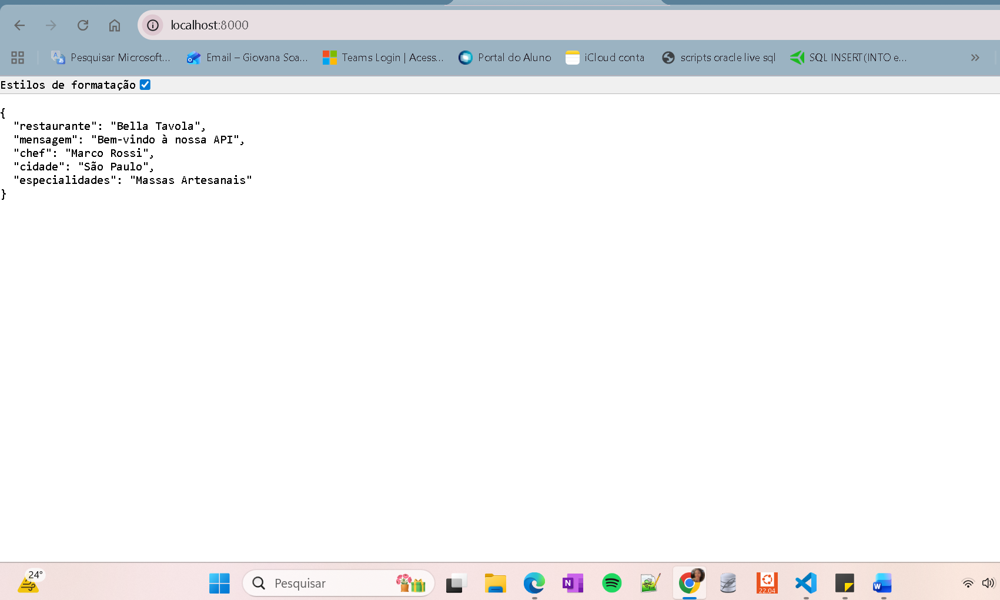 localhost:8000
Pesquisar Microsoft...
Email – Giovana Soa...
Teams Login | Acess...
Portal do Aluno
iCloud conta
scripts oracle live sql
SQL INSERT(INTO e...
Estilos de formatação
{
"restaurante": "Bella Tavola",
"mensagem": "Bem-vindo à nossa API",
"chef": "Marco Rossi",
"cidade": "São Paulo",
"especialidades": "Massas Artesanais"
}
24°
Pesquisar
N
22.04
W